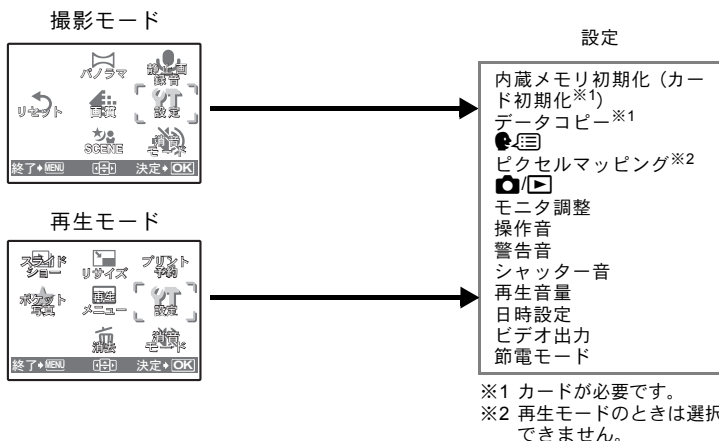 撮影モード
パノラマ
静止画
録音
リセット
画質
設定
SCENE
消音
モード
終了 MENU 決定 OK
再生モード
スライド
ショー
リサイズ
プリント
予約
ポケット
写真
再生
メニュー
設定
消去
消音
モード
終了 MENU 決定 OK
設定
内蔵メモリ初期化（カー
ド初期化※1）
データコピー※1
ピクセルマッピング※2
/
モニタ調整
操作音
警告音
シャッター音
再生音量
日時設定
ビデオ出力
節電モード
※1 カードが必要です。
※2 再生モードのときは選択
できません。